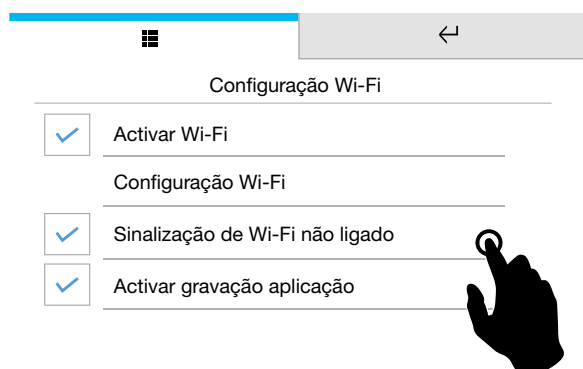 Configuração Wi-Fi
Activar Wi-Fi
Configuração Wi-Fi
Sinalização de Wi-Fi não ligado
Activar gravação aplicação